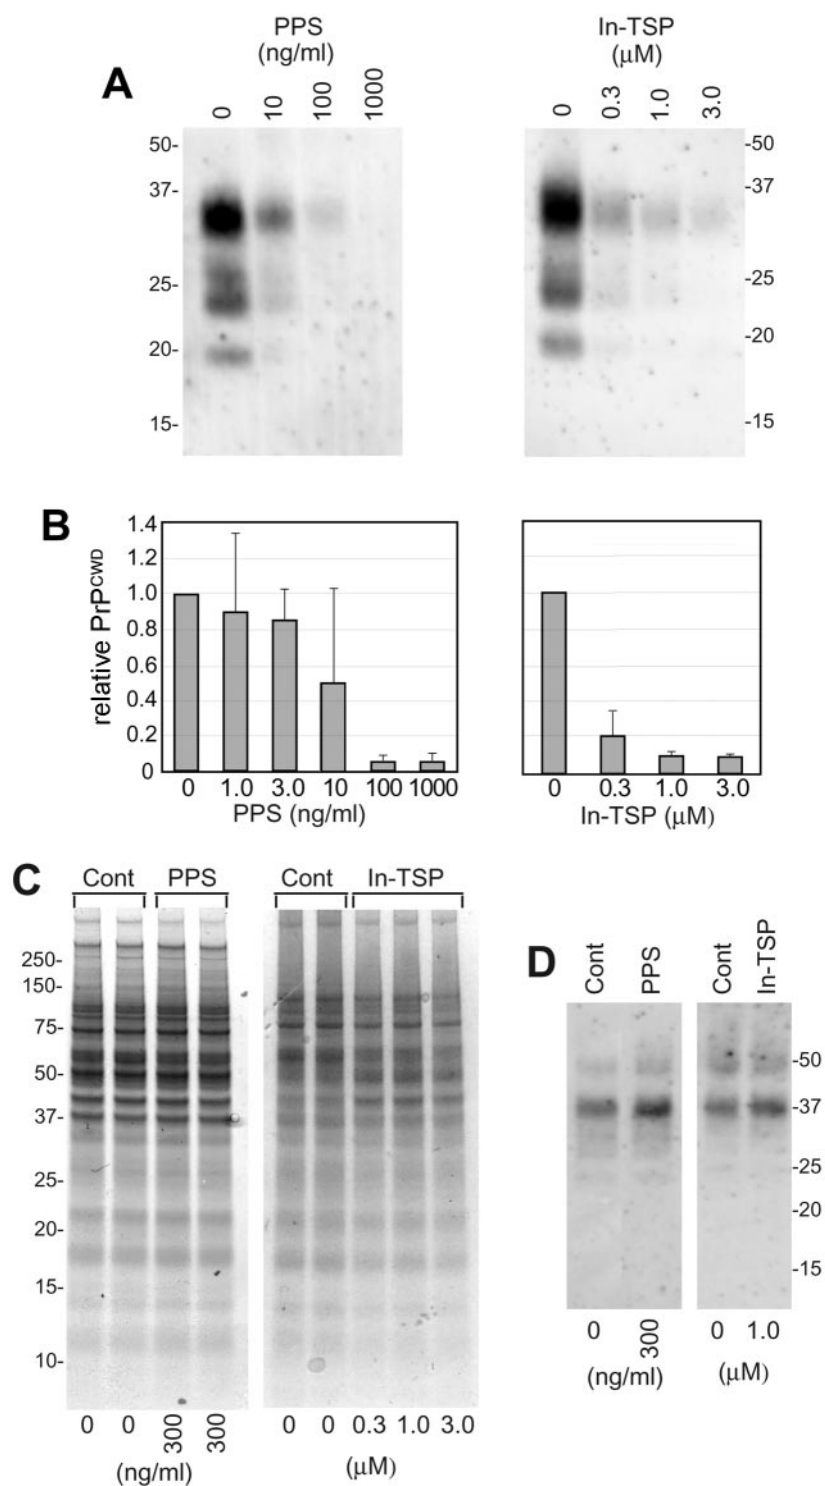 A
PPS
(ng/ml)
0 10 100 1000
50-
37-
25-
20-
15-
In-TSP
(μM)
0 0.3 1.0 3.0
-50
-37
-25
-20
-15
B
relative PrPCWD
1.4
1.2
1.0
0.8
0.6
0.4
0.2
0
0 1.0 3.0 10 100 1000
PPS (ng/ml)
0 0.3 1.0 3.0
In-TSP (μM)
C
Cont PPS
250-
150-
75-
50-
37-
25-
20-
15-
10-
0 0 300 300
(ng/ml)
Cont In-TSP
0 0 0.3 1.0 3.0
(μM)
D
Cont PPS
0 300
(ng/ml)
Cont In-TSP
-50
-37
-25
-20
-15
0 1.0
(μM)